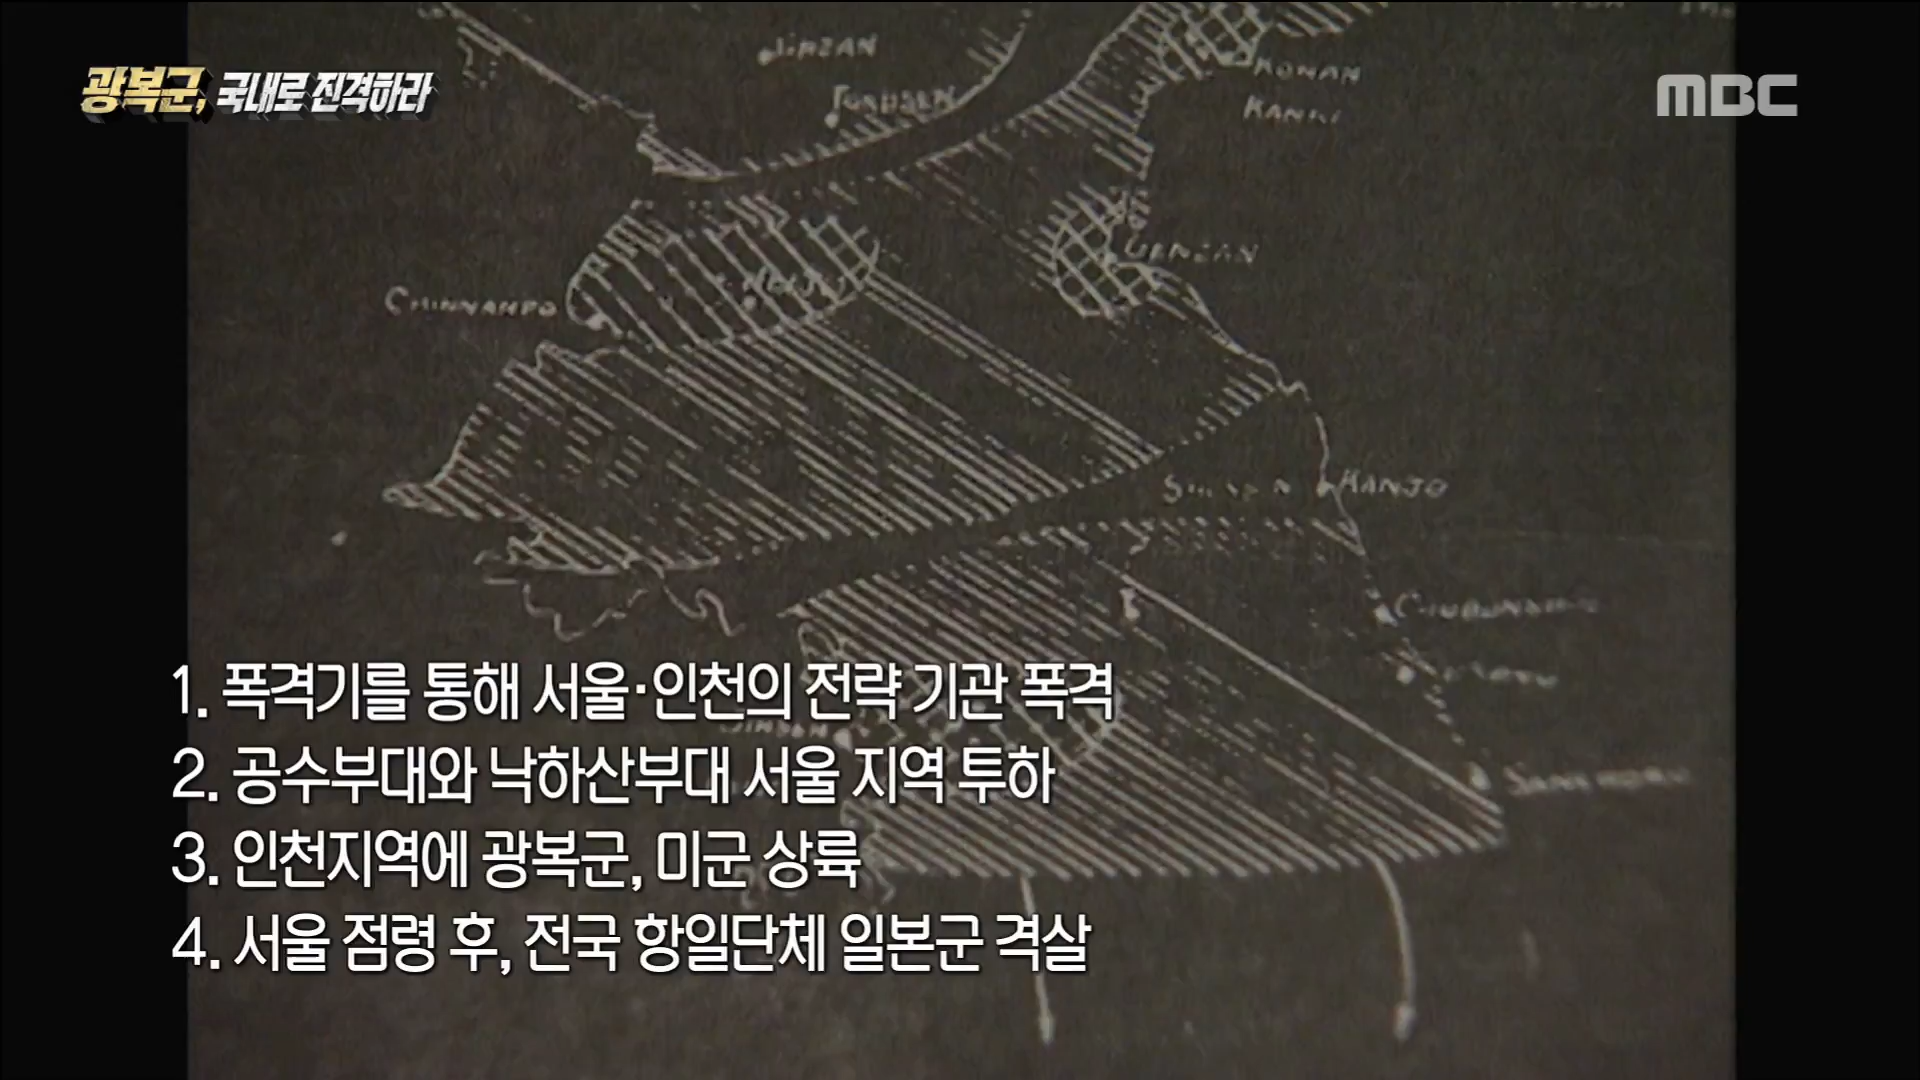 광복군, 국내로 진격하라
MBC
KONAN
KANKO
GENZAN
CHINNANPO
HEIJO
KANJO
1. 폭격기를 통해 서울·인천의 전략 기관 폭격
2. 공수부대와 낙하산부대 서울 지역 투하
3. 인천지역에 광복군, 미군 상륙
4. 서울 점령 후, 전국 항일단체 일본군 격살